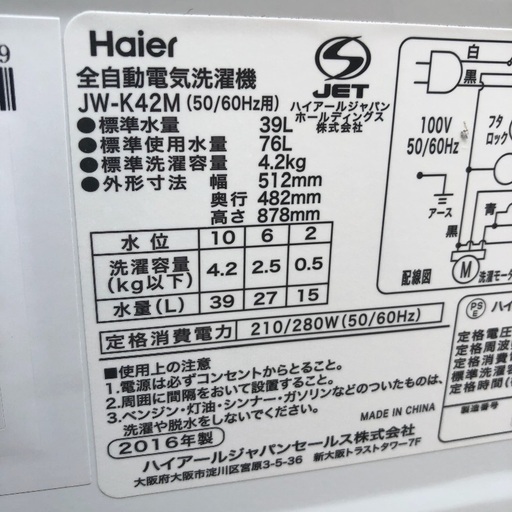 9
Haier
全自動電気洗濯機
JW-K42M (50/60Hz用)
S
JET
ハイアールジャパン
ホールディングス
株式会社
●標準水量 39L
●標準使用水量 76L
●標準洗濯容量 4.2kg
●外形寸法 幅 512mm
奥行 482mm
高さ 878mm
水位 10 6 2
洗濯容量(kg以下) 4.2 2.5 0.5
水量(L) 39 27 15
定格消費電力 210/280W(50/60Hz)
●使用上の注意
1.電源は必ずコンセントからとること。
2.周囲に間隔をおいて設置すること。
3.ベンジン・灯油・シンナー・ガソリンなどのついたものは、
洗濯や脱水をしないでください。
MADE IN CHINA
2016年製
ハイアールジャパンセールス株式会社
大阪府大阪市淀川区宮原3-5-36 新大阪トラストタワー7F
白
黒
100V
50/60Hz
フタ
ロック
アース
青
黒
配線図
M
洗濯モータ
PS
E
定格電圧
定格周波
定格消費
標準洗濯
定格時間
製造番号